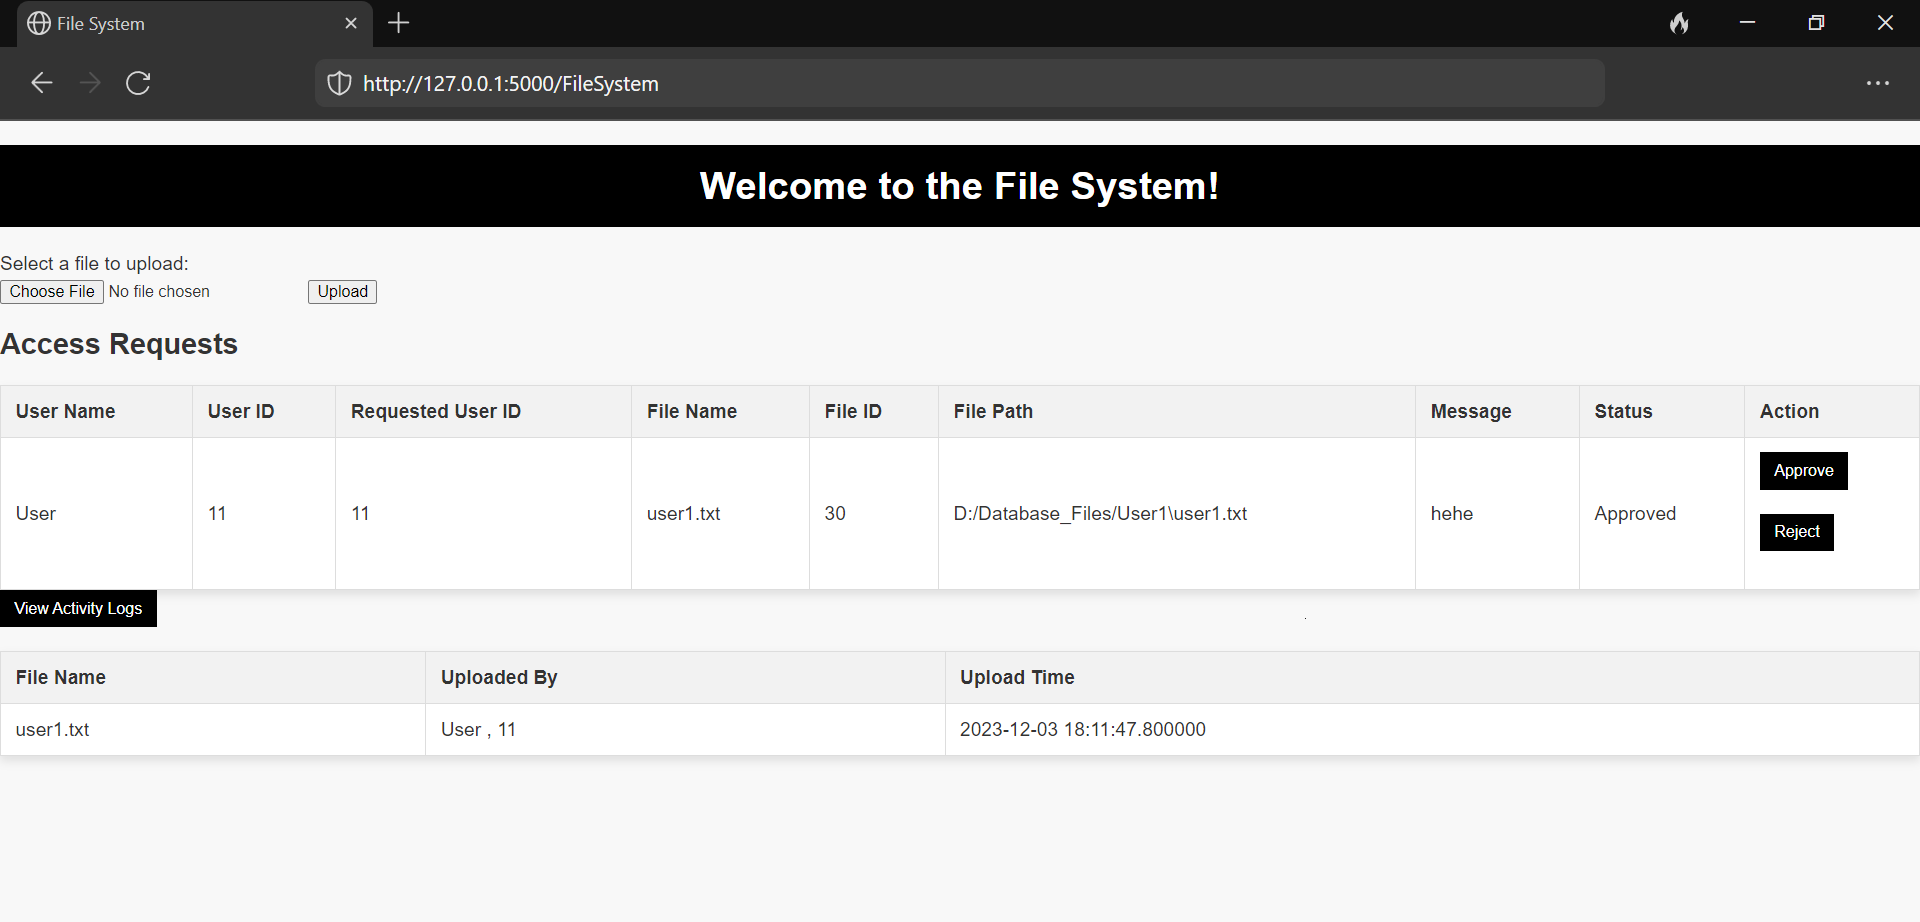 File System
http://127.0.0.1:5000/FileSystem
Welcome to the File System!
Select a file to upload:
Choose File No file chosen Upload
Access Requests
User Name User ID Requested User ID File Name File ID File Path Message Status Action
User 11 11 user1.txt 30 D:/Database_Files/User1\user1.txt hehe Approved Approve
Reject
View Activity Logs
File Name Uploaded By Upload Time
user1.txt User , 11 2023-12-03 18:11:47.800000